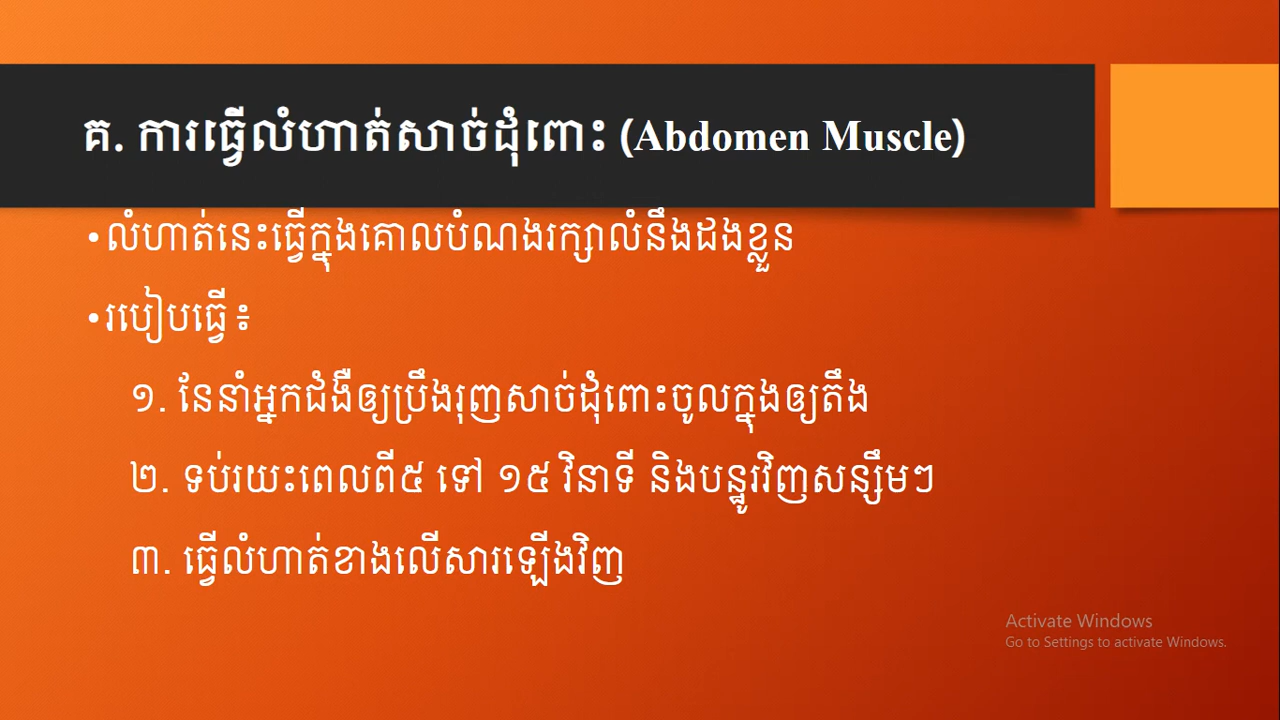 គ. ការធ្វើលំហាត់សាច់ដុំពោះ (Abdomen Muscle)
•លំហាត់នេះធ្វើក្នុងគោលបំណងរក្សាលំនឹងដងខ្លួន
•របៀបធ្វើ៖
១. នែនាំអ្នកជំងឺឲ្យប្រឹងរុញសាច់ដុំពោះចូលក្នុងឲ្យតឹង
២. ទប់រយះពេលពី៥ ទៅ ១៥ វិនាទី និងបន្ធូរវិញសន្សឹមៗ
៣. ធ្វើលំហាត់ខាងលើសារឡើងវិញ
Activate Windows
Go to Settings to activate Windows.